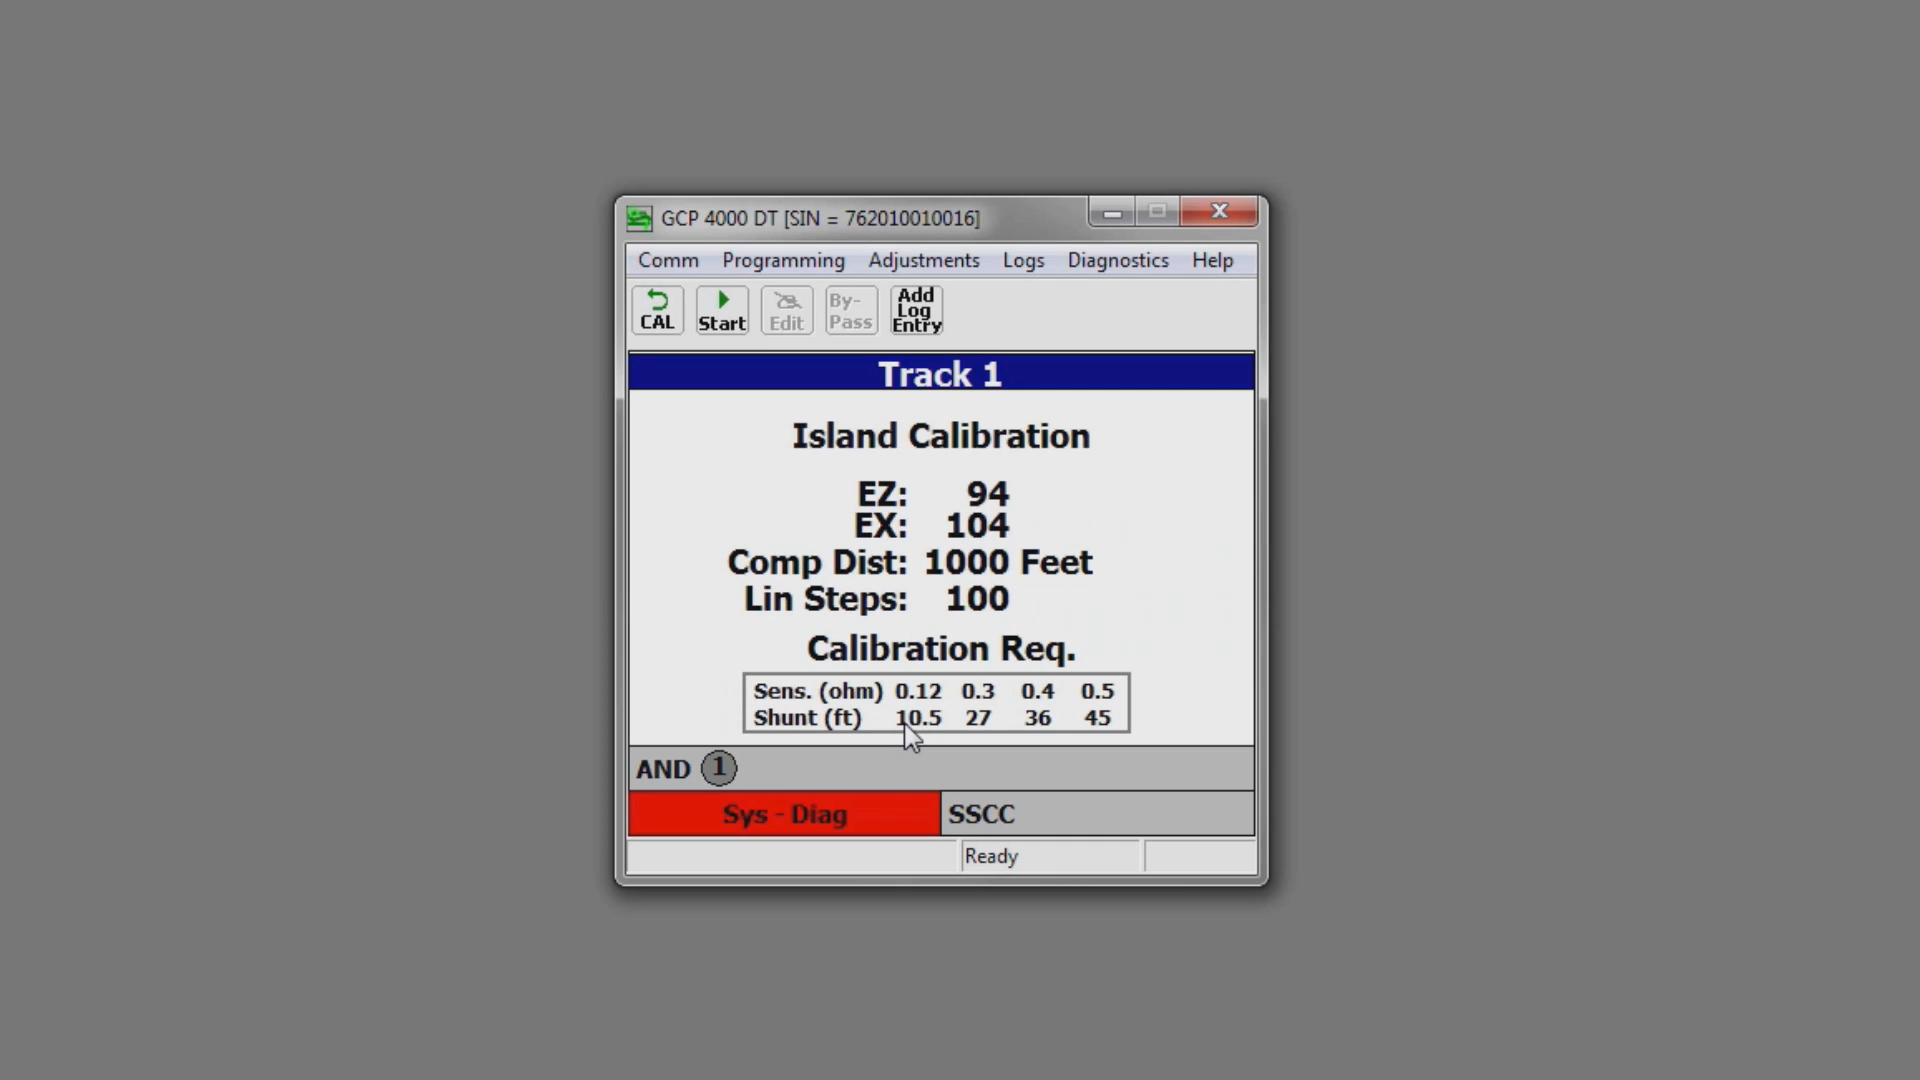 GCP 4000 DT [SIN = 762010010016]
Comm Programming Adjustments Logs Diagnostics Help
CAL Start Edit By-Pass Add Log Entry
Track 1
Island Calibration
EZ: 94
EX: 104
Comp Dist: 1000 Feet
Lin Steps: 100
Calibration Req.
Sens. (ohm) 0.12 0.3 0.4 0.5
Shunt (ft) 10.5 27 36 45
AND 1
Sys - Diag SSCC
Ready